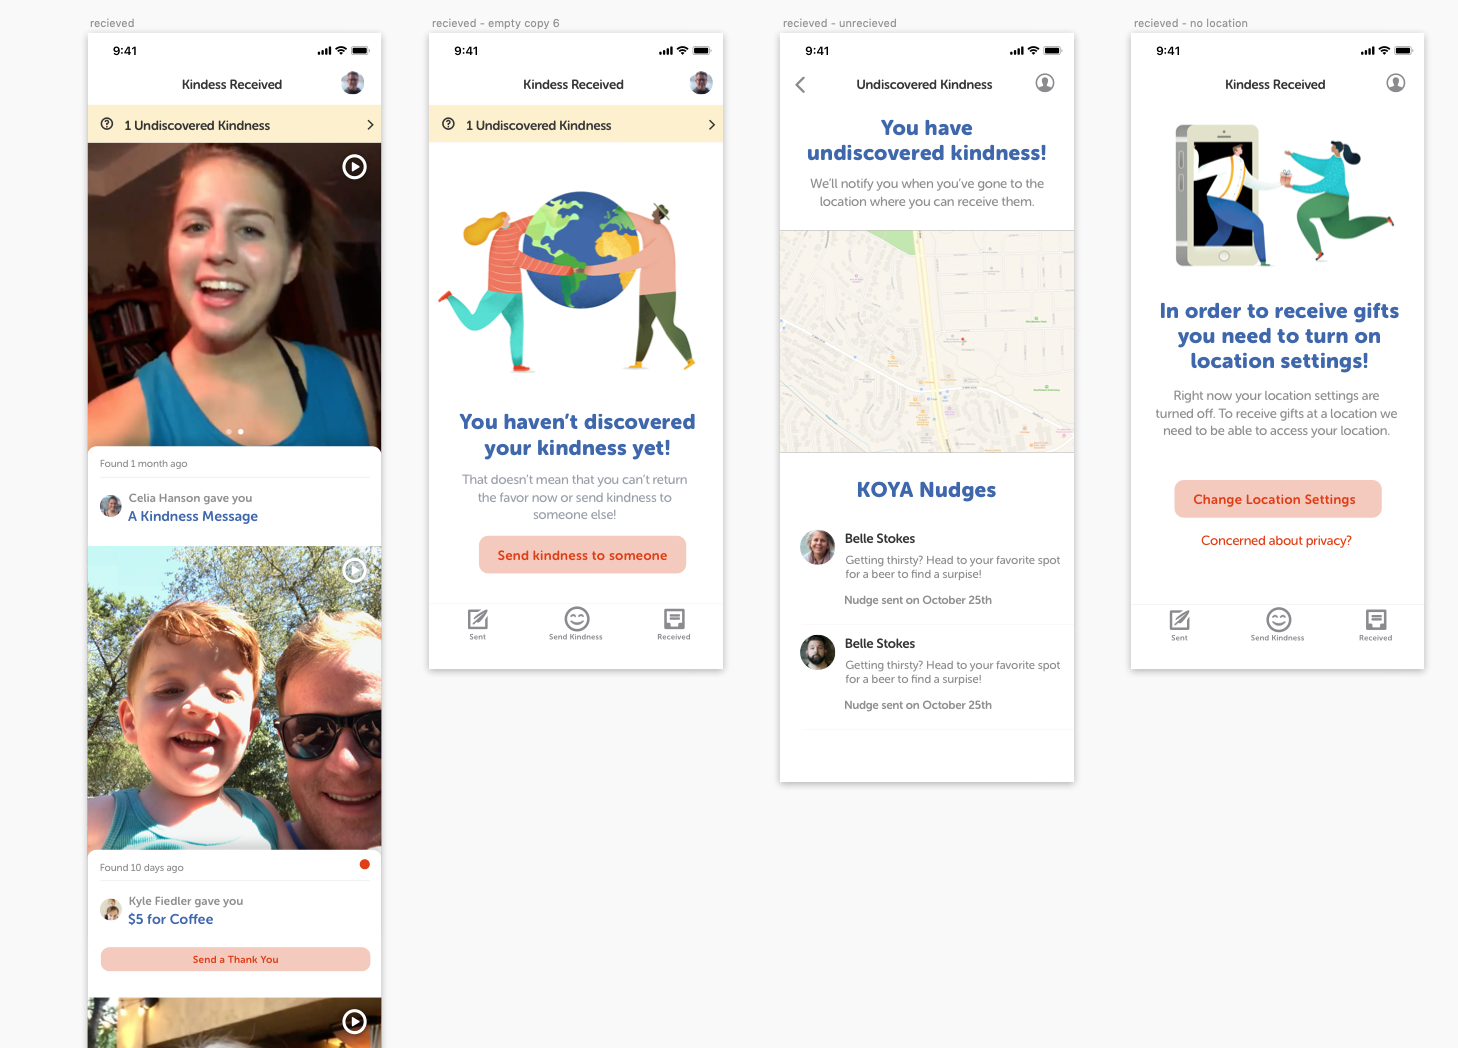 recieved
9:41
Kindess Received
1 Undiscovered Kindness
Found 1 month ago
Celia Hanson gave you
A Kindness Message
Found 10 days ago
Kyle Fiedler gave you
$5 for Coffee
Send a Thank You
recieved - empty copy 6
9:41
Kindess Received
1 Undiscovered Kindness
You haven't discovered
your kindness yet!
That doesn't mean that you can't return
the favor now or send kindness to
someone else!
Send kindness to someone
Sent
Send Kindness
Received
recieved - unrecieved
9:41
Undiscovered Kindness
You have
undiscovered kindness!
We'll notify you when you've gone to the
location where you can receive them.
KOYA Nudges
Belle Stokes
Getting thirsty? Head to your favorite spot
for a beer to find a surpise!
Nudge sent on October 25th
Belle Stokes
Getting thirsty? Head to your favorite spot
for a beer to find a surpise!
Nudge sent on October 25th
recieved - no location
9:41
Kindess Received
In order to receive gifts
you need to turn on
location settings!
Right now your location settings are
turned off. To receive gifts at a location we
need to be able to access your location.
Change Location Settings
Concerned about privacy?
Sent
Send Kindness
Received